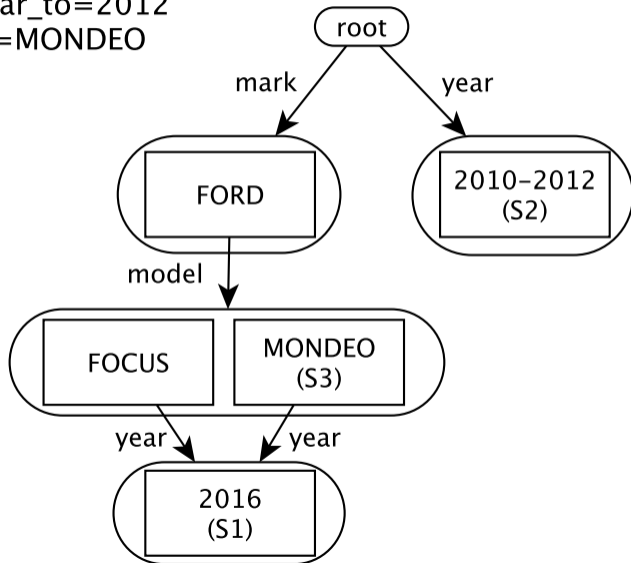 ar_to=2012
=MONDEO
root
mark
year
FORD
2010-2012
(S2)
model
FOCUS
MONDEO
(S3)
year
year
2016
(S1)